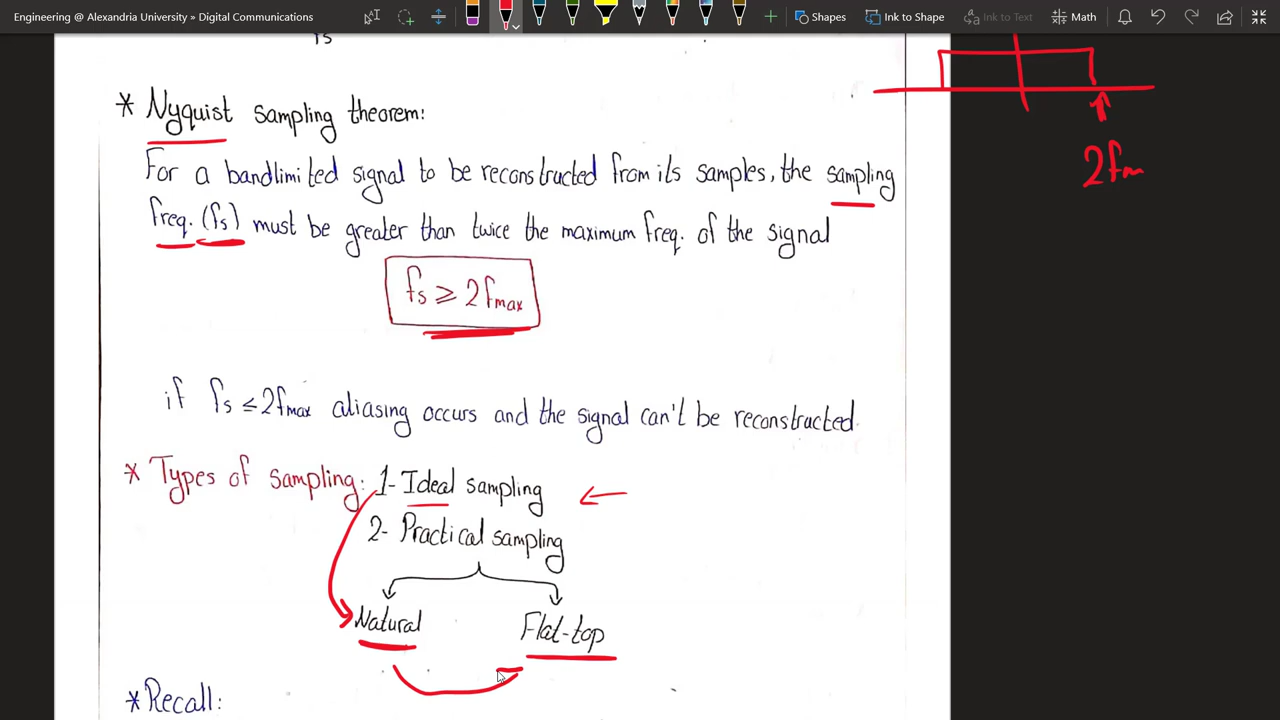 Engineering @ Alexandria University » Digital Communications
Shapes
Ink to Shape
Ink to Text
Math
fs
* Nyquist sampling theorem:
For a bandlimited signal to be reconstructed from its samples, the sampling
freq. (fs) must be greater than twice the maximum freq. of the signal
fs ⩾ 2fmax
2fm
if fs ≤ 2fmax aliasing occurs and the signal can't be reconstructed.
* Types of sampling: 1- Ideal sampling
2- Practical sampling
Natural Flat-top
* Recall: